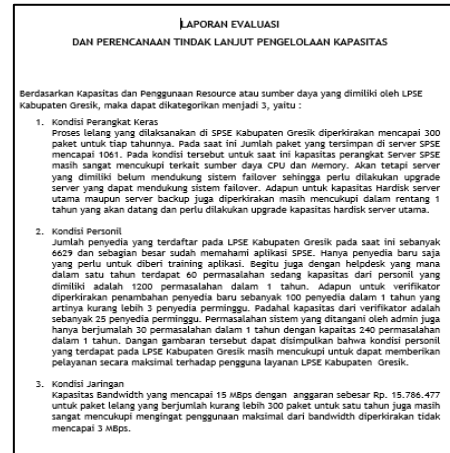 LAPORAN EVALUASI
DAN PERENCANAAN TINDAK LANJUT PENGELOLAAN KAPASITAS
Berdasarkan Kapasitas dan Penggunaan Resource atau sumber daya yang dimiliki oleh LPSE
Kabupaten Gresik, maka dapat dikategorikan menjadi 3, yaitu :
1. Kondisi Perangkat Keras
Proses lelang yang dilaksanakan di SPSE Kabupaten Gresik diperkirakan mencapai 300
paket untuk tiap tahunnya. Pada saat ini Jumlah paket yang tersimpan di server SPSE
mencapai 1061. Pada kondisi tersebut untuk saat ini kapasitas perangkat Server SPSE
masih sangat mencukupi terkait sumber daya CPU dan Memory. Akan tetapi server
yang dimiliki belum mendukung sistem failover sehingga perlu dilakukan upgrade
server yang dapat mendukung sistem failover. Adapun untuk kapasitas Hardisk server
utama maupun server backup juga diperkirakan masih mencukupi dalam rentang 1
tahun yang akan datang dan perlu dilakukan upgrade kapasitas hardisk server utama.
2. Kondisi Personil
Jumlah penyedia yang terdaftar pada LPSE Kabupaten Gresik pada saat ini sebanyak
6629 dan sebagian besar sudah memahami aplikasi SPSE. Hanya penyedia baru saja
yang perlu untuk diberi training aplikasi. Begitu juga dengan helpdesk yang mana
dalam satu tahun terdapat 60 permasalahan sedang kapasitas dari personil yang
dimiliki adalah 1200 permasalahan dalam 1 tahun. Adapun untuk verifikator
diperkirakan penambahan penyedia baru sebanyak 100 penyedia dalam 1 tahun yang
artinya kurang lebih 3 penyedia perminggu. Padahal kapasitas dari verifikator adalah
sebanyak 25 penyedia perminggu. Permasalahan sistem yang ditangani oleh admin juga
hanya berjumlah 30 permasalahan dalam 1 tahun dengan kapaitas 240 permasalahan
dalam 1 tahun. Dangan gambaran tersebut dapat disimpulkan bahwa kondisi personil
yang terdapat pada LPSE Kabupaten Gresik masih mencukupi untuk dapat memberikan
pelayanan secara maksimal terhadap pengguna layanan LPSE Kabupaten Gresik.
3. Kondisi Jaringan
Kapasitas Bandwidth yang mencapai 15 MBps dengan anggaran sebesar Rp. 15.786.477
untuk paket lelang yang berjumlah kurang lebih 300 paket untuk satu tahun juga masih
sangat mencukupi mengingat penggunaan maksimal dari bandwidth diperkirakan tidak
mencapai 3 MBps.